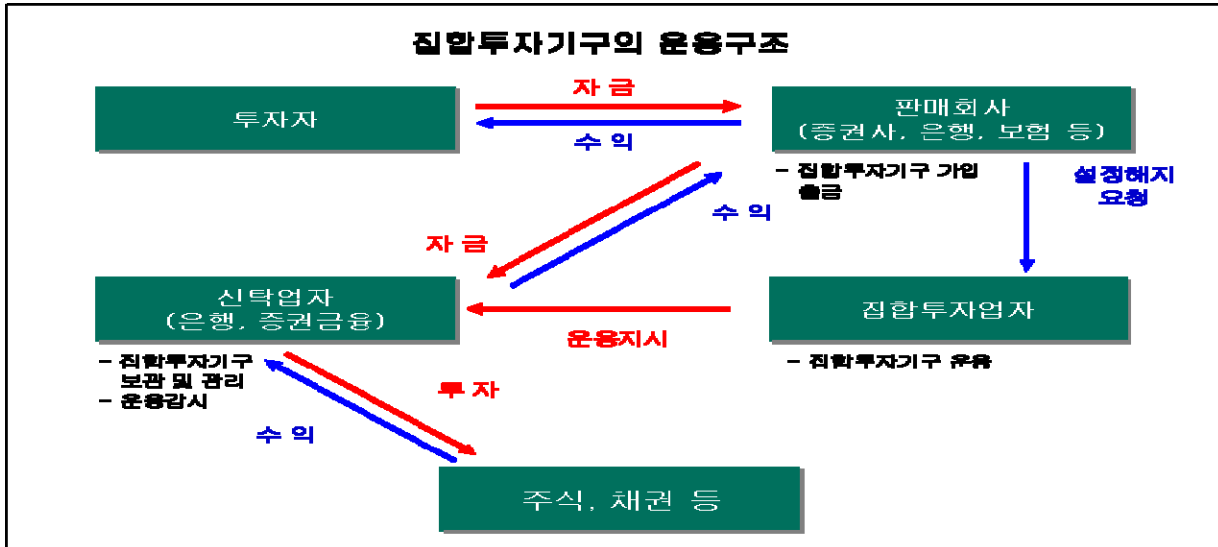 집합투자기구의 운용구조
투자자
자 금
수 익
판매회사
(증권사, 은행, 보험 등)
- 집합투자기구 가입
출금
설정해지
요청
자 금
수 익
신탁업자
(은행, 증권금융)
- 집합투자기구
보관 및 관리
- 운용감시
운용지시
집합투자업자
- 집합투자기구 운용
투 자
수 익
주식, 채권 등